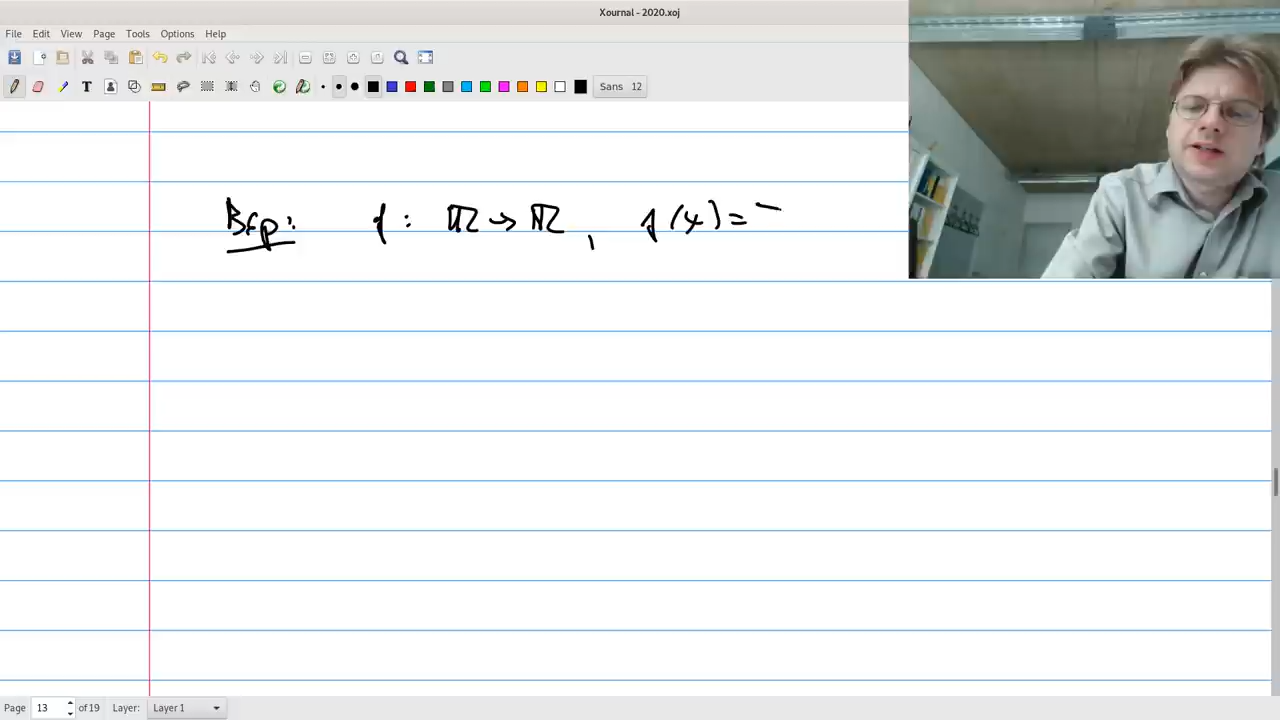 Xournal - 2020.xoj
File Edit View Page Tools Options Help
Sans 12
Bsp: f: ℝ → ℝ, f(x) =
Page 13 of 19 Layer: Layer 1